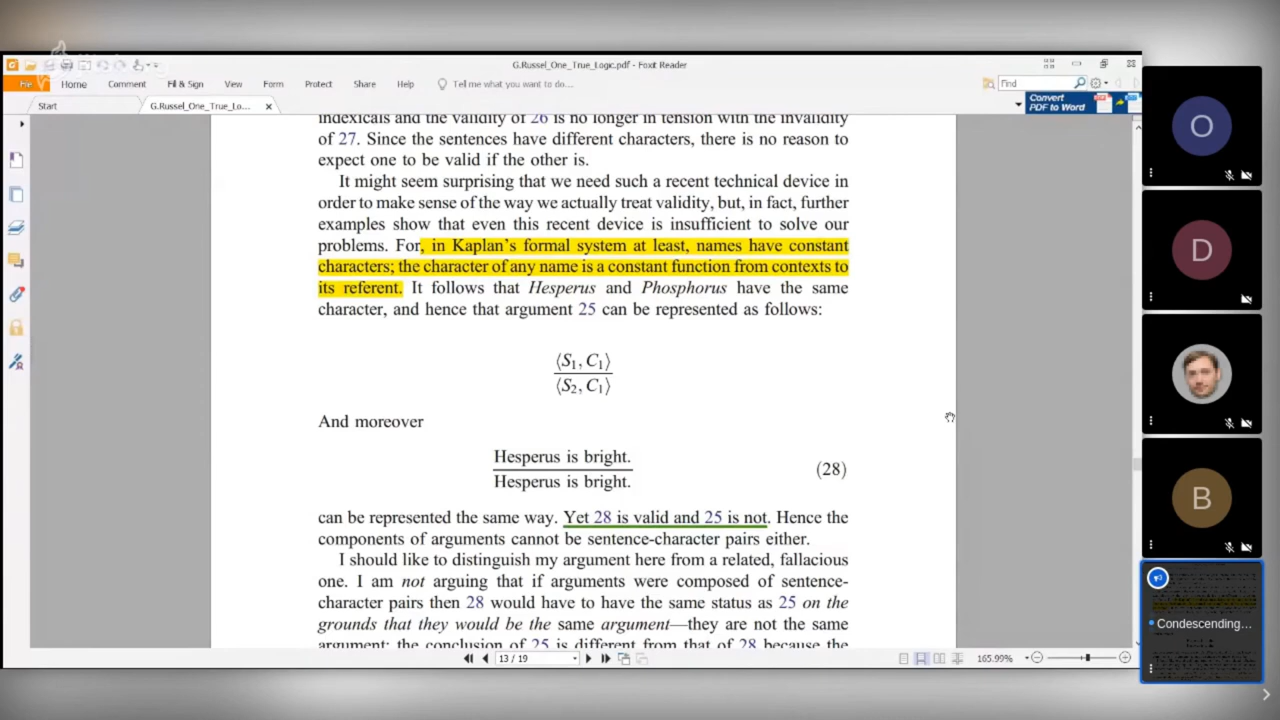 G.Russel_One_True_Logic.pdf - Foxit Reader
File Home Comment Fill & Sign View Form Protect Share Help Tell me what you want to do...
Find
Start G.Russel_One_True_Lo...
Convert
PDF to Word
indexicals and the validity of 26 is no longer in tension with the invalidity
of 27. Since the sentences have different characters, there is no reason to
expect one to be valid if the other is.
It might seem surprising that we need such a recent technical device in
order to make sense of the way we actually treat validity, but, in fact, further
examples show that even this recent device is insufficient to solve our
problems. For, in Kaplan's formal system at least, names have constant
characters; the character of any name is a constant function from contexts to
its referent. It follows that Hesperus and Phosphorus have the same
character, and hence that argument 25 can be represented as follows:
⟨S₁, C₁⟩
⟨S₂, C₁⟩
And moreover
Hesperus is bright.
Hesperus is bright.
(28)
can be represented the same way. Yet 28 is valid and 25 is not. Hence the
components of arguments cannot be sentence-character pairs either.
I should like to distinguish my argument here from a related, fallacious
one. I am not arguing that if arguments were composed of sentence-
character pairs then 28 would have to have the same status as 25 on the
grounds that they would be the same argument—they are not the same
argument; the conclusion of 25 is different from that of 28 because the
13 / 19
165.99%
O
D
B
Condescending...